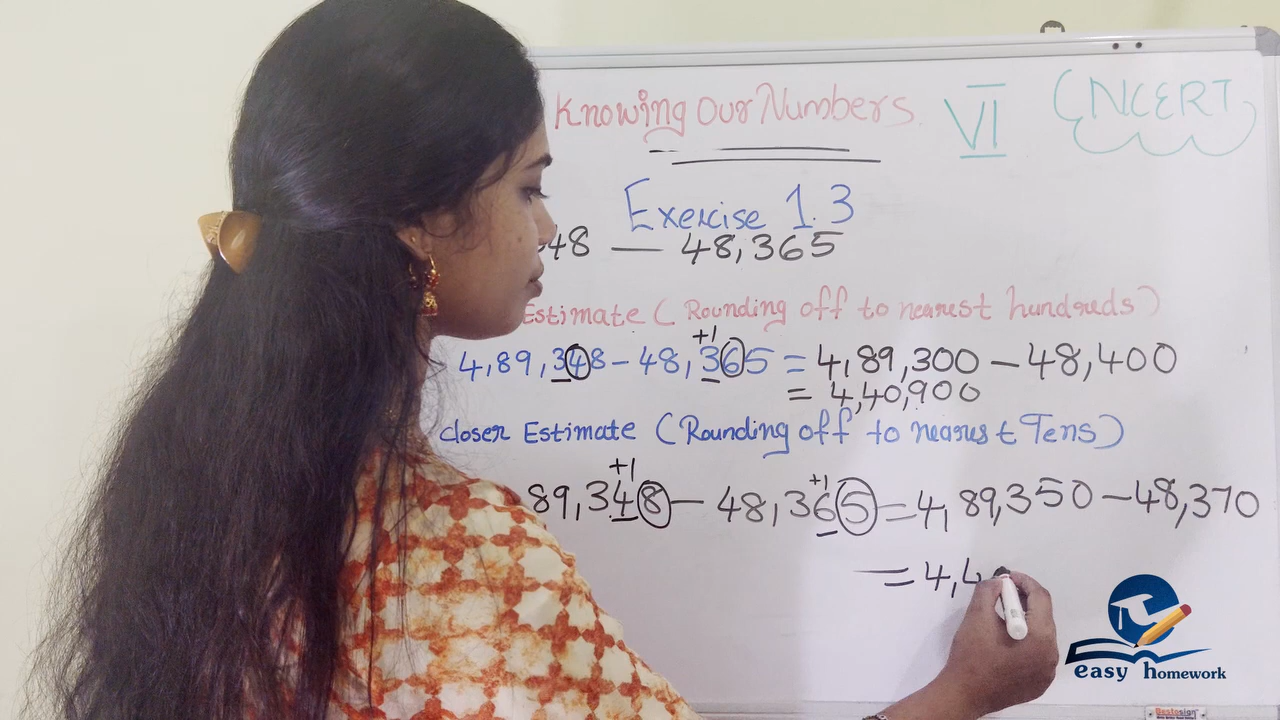 Knowing Our Numbers VI NCERT
Exercise 1.3
48 — 48,365
Estimate (Rounding off to nearest hundreds)
+1
4,89,348 – 48,365 = 4,89,300 – 48,400
= 4,40,900
closer Estimate (Rounding off to nearest Tens)
+1 +1
89,348 – 48,365 = 4,89,350 – 48,370
= 4,4
easy homework
Bestosign